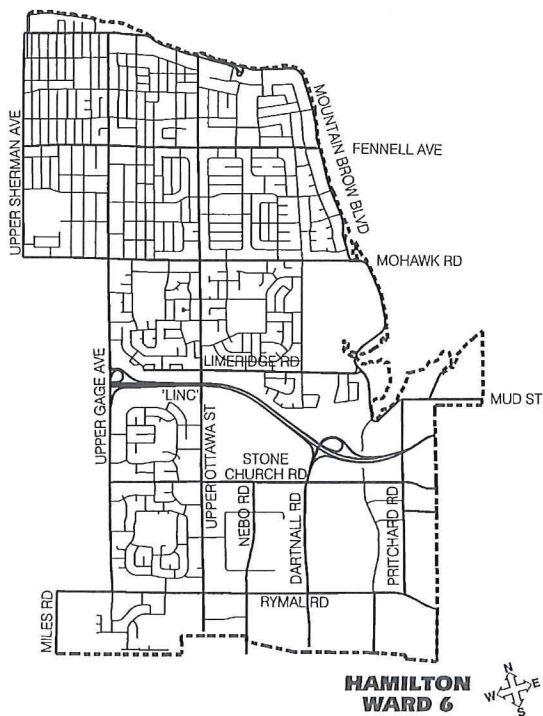 FENNELL AVE
MOUNTAIN BROW BLVD
UPPER SHERMAN AVE
MOHAWK RD
LIMERIDGE RD
UPPER GAGE AVE
'LINC'
MUD ST
UPPER OTTAWA ST
STONE
CHURCH RD
NEBO RD
DARTNALL RD
PRITCHARD RD
RYMAL RD
MILES RD
HAMILTON
WARD 6
N
W
E
S